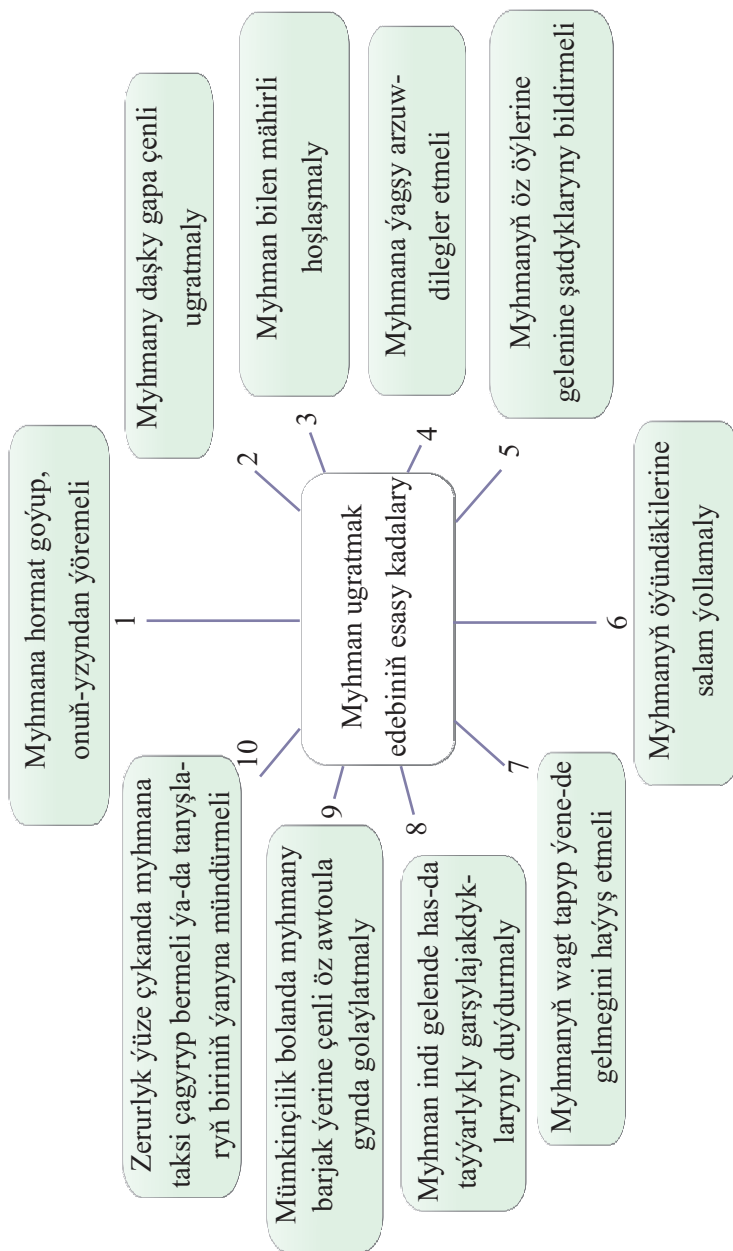 Myhman ugratmak
edebiniň esasy kadalary
1
Myhmana hormat goýup,
onuň-yzyndan ýöremeli
2
Myhmany daşky gapa çenli
ugratmaly
3
Myhman bilen mähirli
hoşlaşmaly
4
Myhmana ýagşy arzuw-
dilegler etmeli
5
Myhmanyň öz öýlerine
gelenine şatdyklaryny bildirmeli
6
Myhmanyň öýündäkilerine
salam ýollamaly
7
Myhmanyň wagt tapyp ýene-de
gelmegini haýyş etmeli
8
Myhman indi gelende has-da
taýýarlykly garşylajakdyk-
laryny duýdurmaly
9
Mümkinçilik bolanda myhmany
barjak ýerine çenli öz awtoula
gynda golaýlatmaly
10
Zerurlyk ýüze çykanda myhmana
taksi çagyryp bermeli ýa-da tanyşla-
ryň biriniň ýanyna mündürmeli